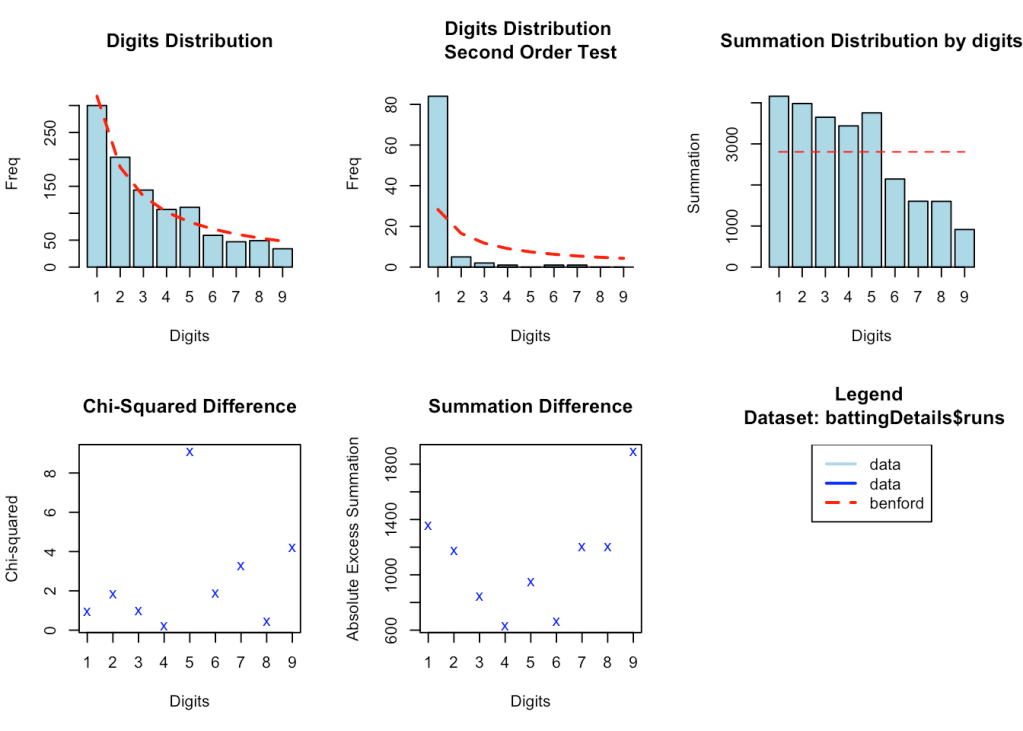 Digits Distribution
Freq
50
150
250
0
1 2 3 4 5 6 7 8 9
Digits
Digits Distribution
Second Order Test
Freq
0
20
40
60
80
1 2 3 4 5 6 7 8 9
Digits
Summation Distribution by digits
Summation
0
1000
3000
1 2 3 4 5 6 7 8 9
Digits
Chi-Squared Difference
Chi-squared
0
2
4
6
8
1 2 3 4 5 6 7 8 9
Digits
Summation Difference
Absolute Excess Summation
600
1000
1400
1800
1 2 3 4 5 6 7 8 9
Digits
Legend
Dataset: battingDetails$runs
data
data
benford